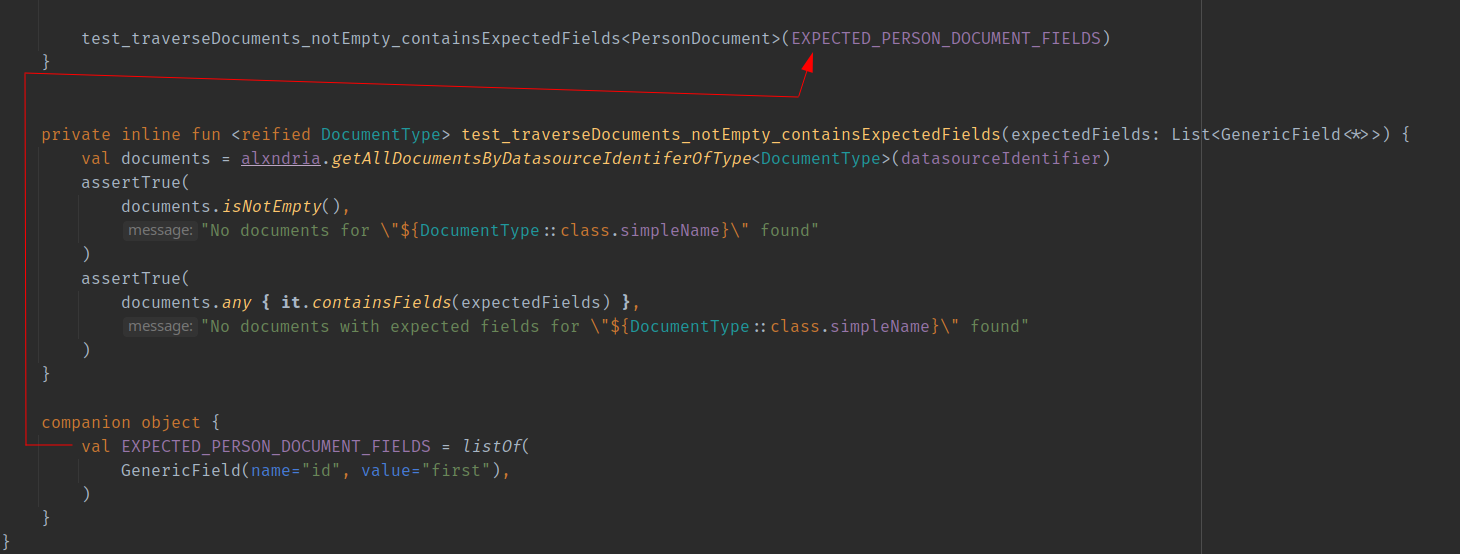 test_traverseDocuments_notEmpty_containsExpectedFields<PersonDocument>(EXPECTED_PERSON_DOCUMENT_FIELDS)
}
private inline fun <reified DocumentType> test_traverseDocuments_notEmpty_containsExpectedFields(expectedFields: List<GenericField<*>>) {
val documents = alxndria.getAllDocumentsByDatasourceIdentiferOfType<DocumentType>(datasourceIdentifier)
assertTrue(
documents.isNotEmpty(),
message: "No documents for \"${DocumentType::class.simpleName}\" found"
)
assertTrue(
documents.any { it.containsFields(expectedFields) },
message: "No documents with expected fields for \"${DocumentType::class.simpleName}\" found"
)
}
companion object {
val EXPECTED_PERSON_DOCUMENT_FIELDS = listOf(
GenericField(name="id", value="first"),
)
}
}